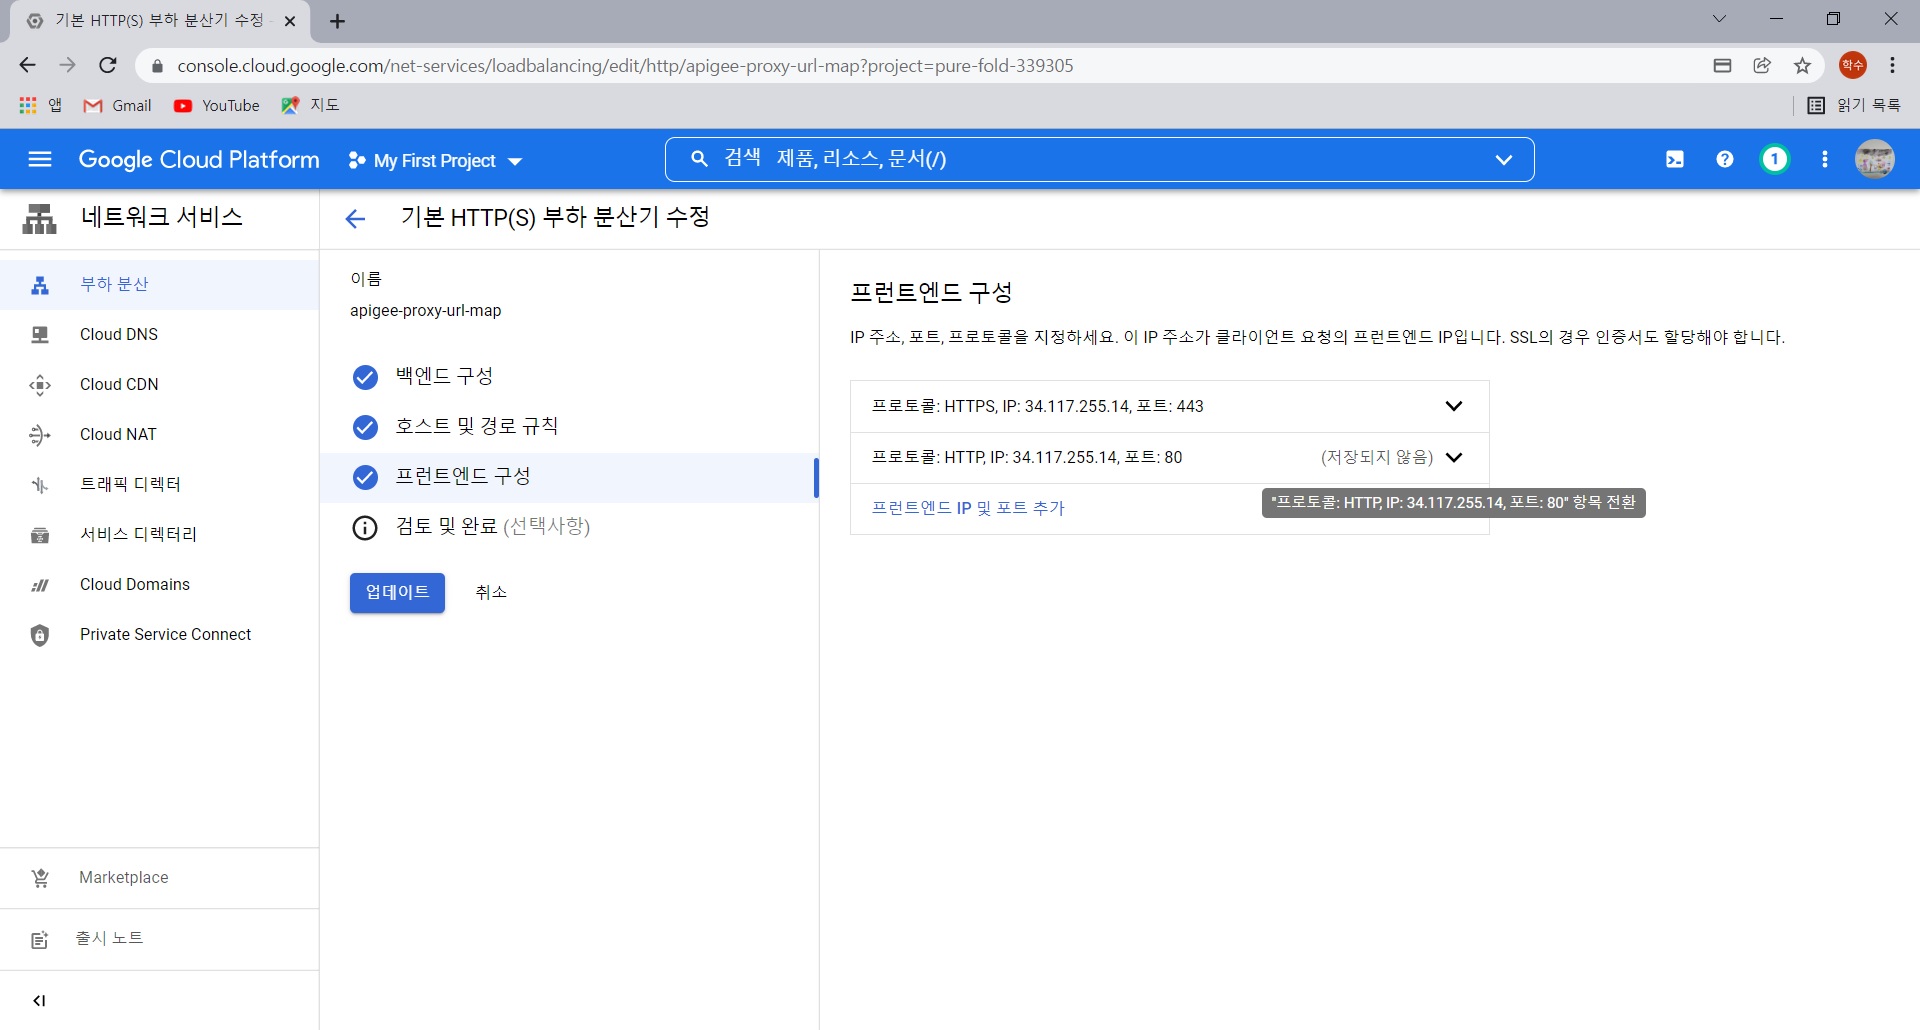 기본 HTTP(S) 부하 분산기 수정 -
console.cloud.google.com/net-services/loadbalancing/edit/http/apigee-proxy-url-map?project=pure-fold-339305
학수
앱
Gmail
YouTube
지도
읽기 목록
Google Cloud Platform
My First Project
검색 제품, 리소스, 문서(/)
1
네트워크 서비스
부하 분산
Cloud DNS
Cloud CDN
Cloud NAT
트래픽 디렉터
서비스 디렉터리
Cloud Domains
Private Service Connect
Marketplace
출시 노트
기본 HTTP(S) 부하 분산기 수정
이름
apigee-proxy-url-map
백엔드 구성
호스트 및 경로 규칙
프런트엔드 구성
검토 및 완료 (선택사항)
업데이트
취소
프런트엔드 구성
IP 주소, 포트, 프로토콜을 지정하세요. 이 IP 주소가 클라이언트 요청의 프런트엔드 IP입니다. SSL의 경우 인증서도 할당해야 합니다.
프로토콜: HTTPS, IP: 34.117.255.14, 포트: 443
프로토콜: HTTP, IP: 34.117.255.14, 포트: 80 (저장되지 않음)
"프로토콜: HTTP, IP: 34.117.255.14, 포트: 80" 항목 전환
프런트엔드 IP 및 포트 추가